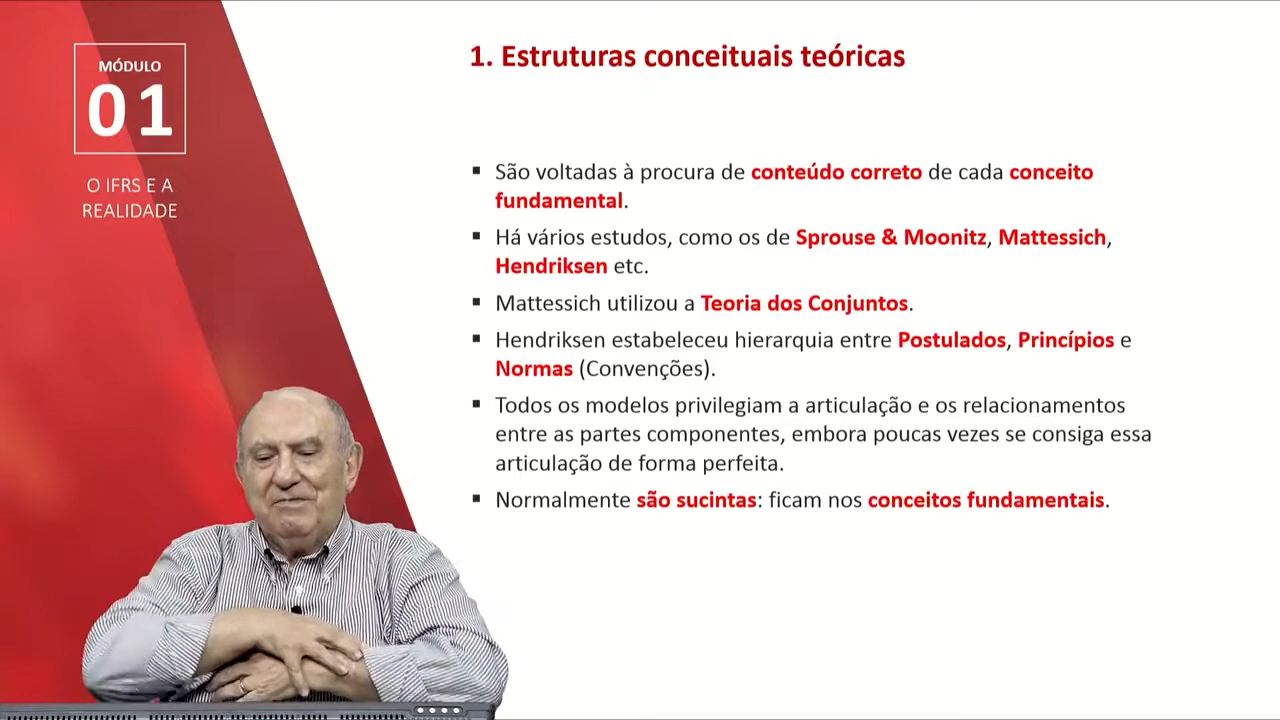 MÓDULO
01
O IFRS E A
REALIDADE
1. Estruturas conceituais teóricas
▪ São voltadas à procura de conteúdo correto de cada conceito
fundamental.
▪ Há vários estudos, como os de Sprouse & Moonitz, Mattessich,
Hendriksen etc.
▪ Mattessich utilizou a Teoria dos Conjuntos.
▪ Hendriksen estabeleceu hierarquia entre Postulados, Princípios e
Normas (Convenções).
▪ Todos os modelos privilegiam a articulação e os relacionamentos
entre as partes componentes, embora poucas vezes se consiga essa
articulação de forma perfeita.
▪ Normalmente são sucintas: ficam nos conceitos fundamentais.